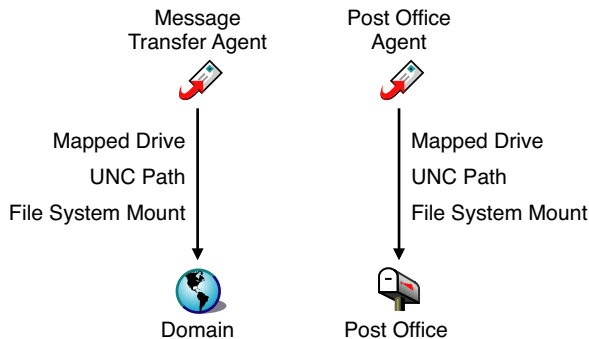 Message
Transfer Agent
Post Office
Agent
Mapped Drive
UNC Path
File System Mount
Mapped Drive
UNC Path
File System Mount
Domain
Post Office